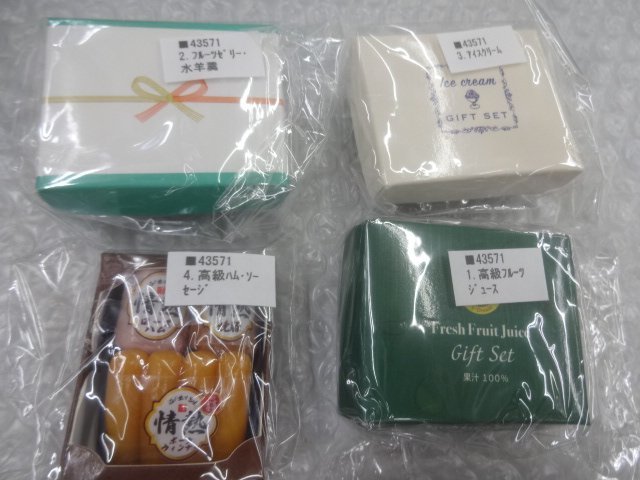 ■43571
2.フルーツゼリー・
水羊羹
■43571
3.アイスクリーム
Ice cream
GIFT SET
■43571
4.高級ハム・ソー
セージ
情熱
■43571
1.高級フルーツ
ジュース
Fresh Fruit Juice
Gift Set
果汁100%